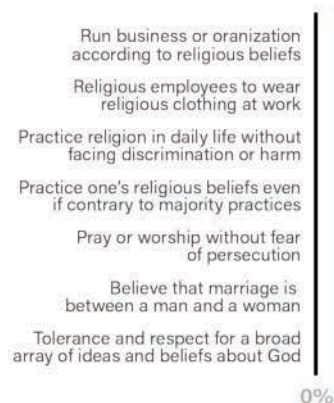 Run business or oranization
according to religious beliefs
Religious employees to wear
religious clothing at work
Practice religion in daily life without
facing discrimination or harm
Practice one's religious beliefs even
if contrary to majority practices
Pray or worship without fear
of persecution
Believe that marriage is
between a man and a woman
Tolerance and respect for a broad
array of ideas and beliefs about God
0%